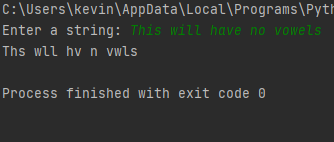 C:\Users\kevin\AppData\Local\Programs\Pyth
Enter a string: This will have no vowels
Ths wll hv n vwls
Process finished with exit code 0